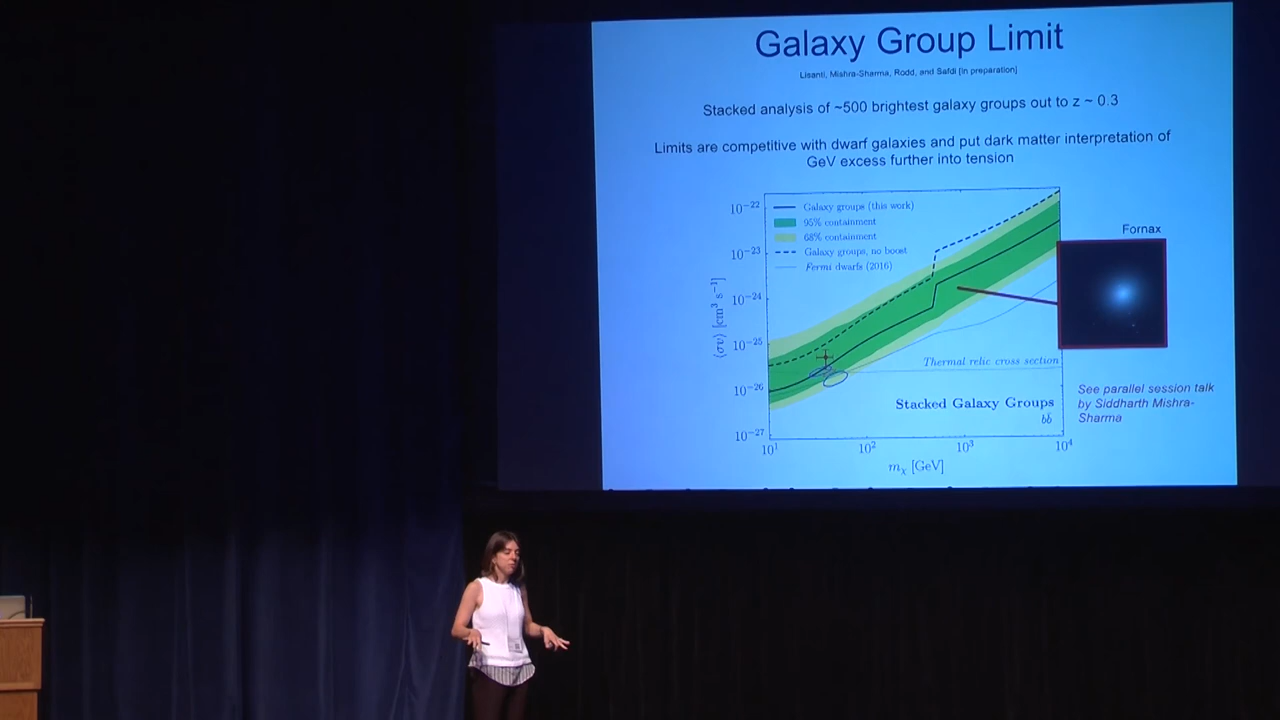 Galaxy Group Limit
Lisanti, Mishra-Sharma, Rodd, and Safdi [in preparation]
Stacked analysis of ~500 brightest galaxy groups out to z ~ 0.3
Limits are competitive with dwarf galaxies and put dark matter interpretation of
GeV excess further into tension
10⁻²²
10⁻²³
10⁻²⁴
10⁻²⁵
10⁻²⁶
10⁻²⁷
⟨σv⟩ [cm³ s⁻¹]
Galaxy groups (this work)
95% containment
68% containment
Galaxy groups, no boost
Fermi dwarfs (2016)
Fornax
Thermal relic cross section
Stacked Galaxy Groups
bb̄
10¹ 10² 10³ 10⁴
mχ [GeV]
See parallel session talk
by Siddharth Mishra-
Sharma